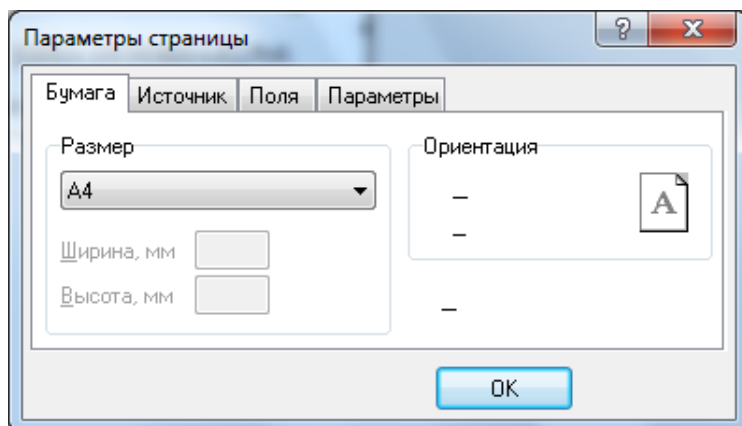 Параметры страницы
?
Бумага Источник Поля Параметры
Размер
A4
Ширина, мм
Высота, мм
Ориентация
A
OK